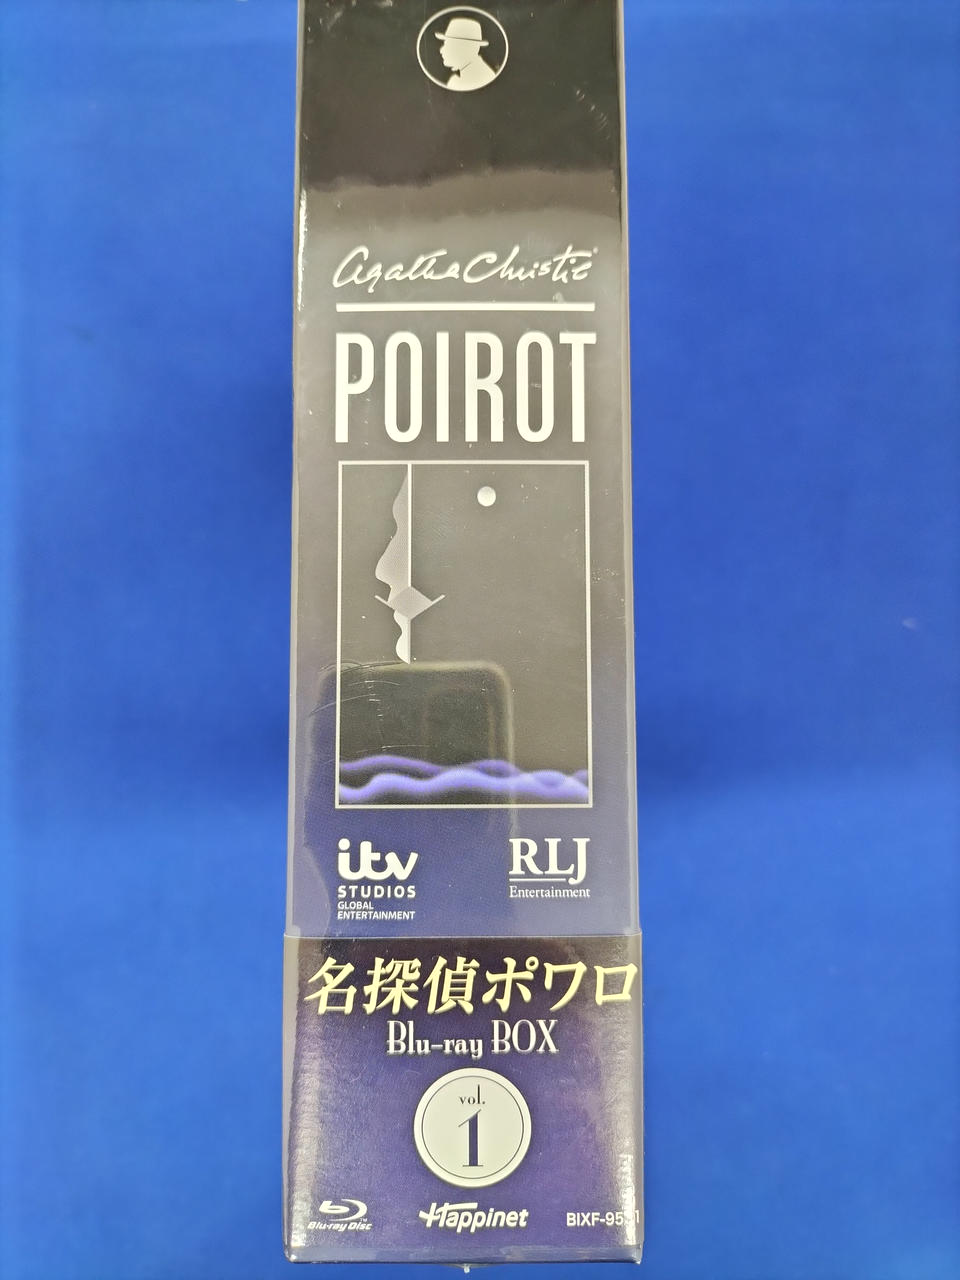 Agatha Christie
POIROT
itv
STUDIOS
GLOBAL
ENTERTAINMENT
RLJ
Entertainment
名探偵ポワロ
Blu-ray BOX
vol.
1
Blu-ray Disc
Happinet